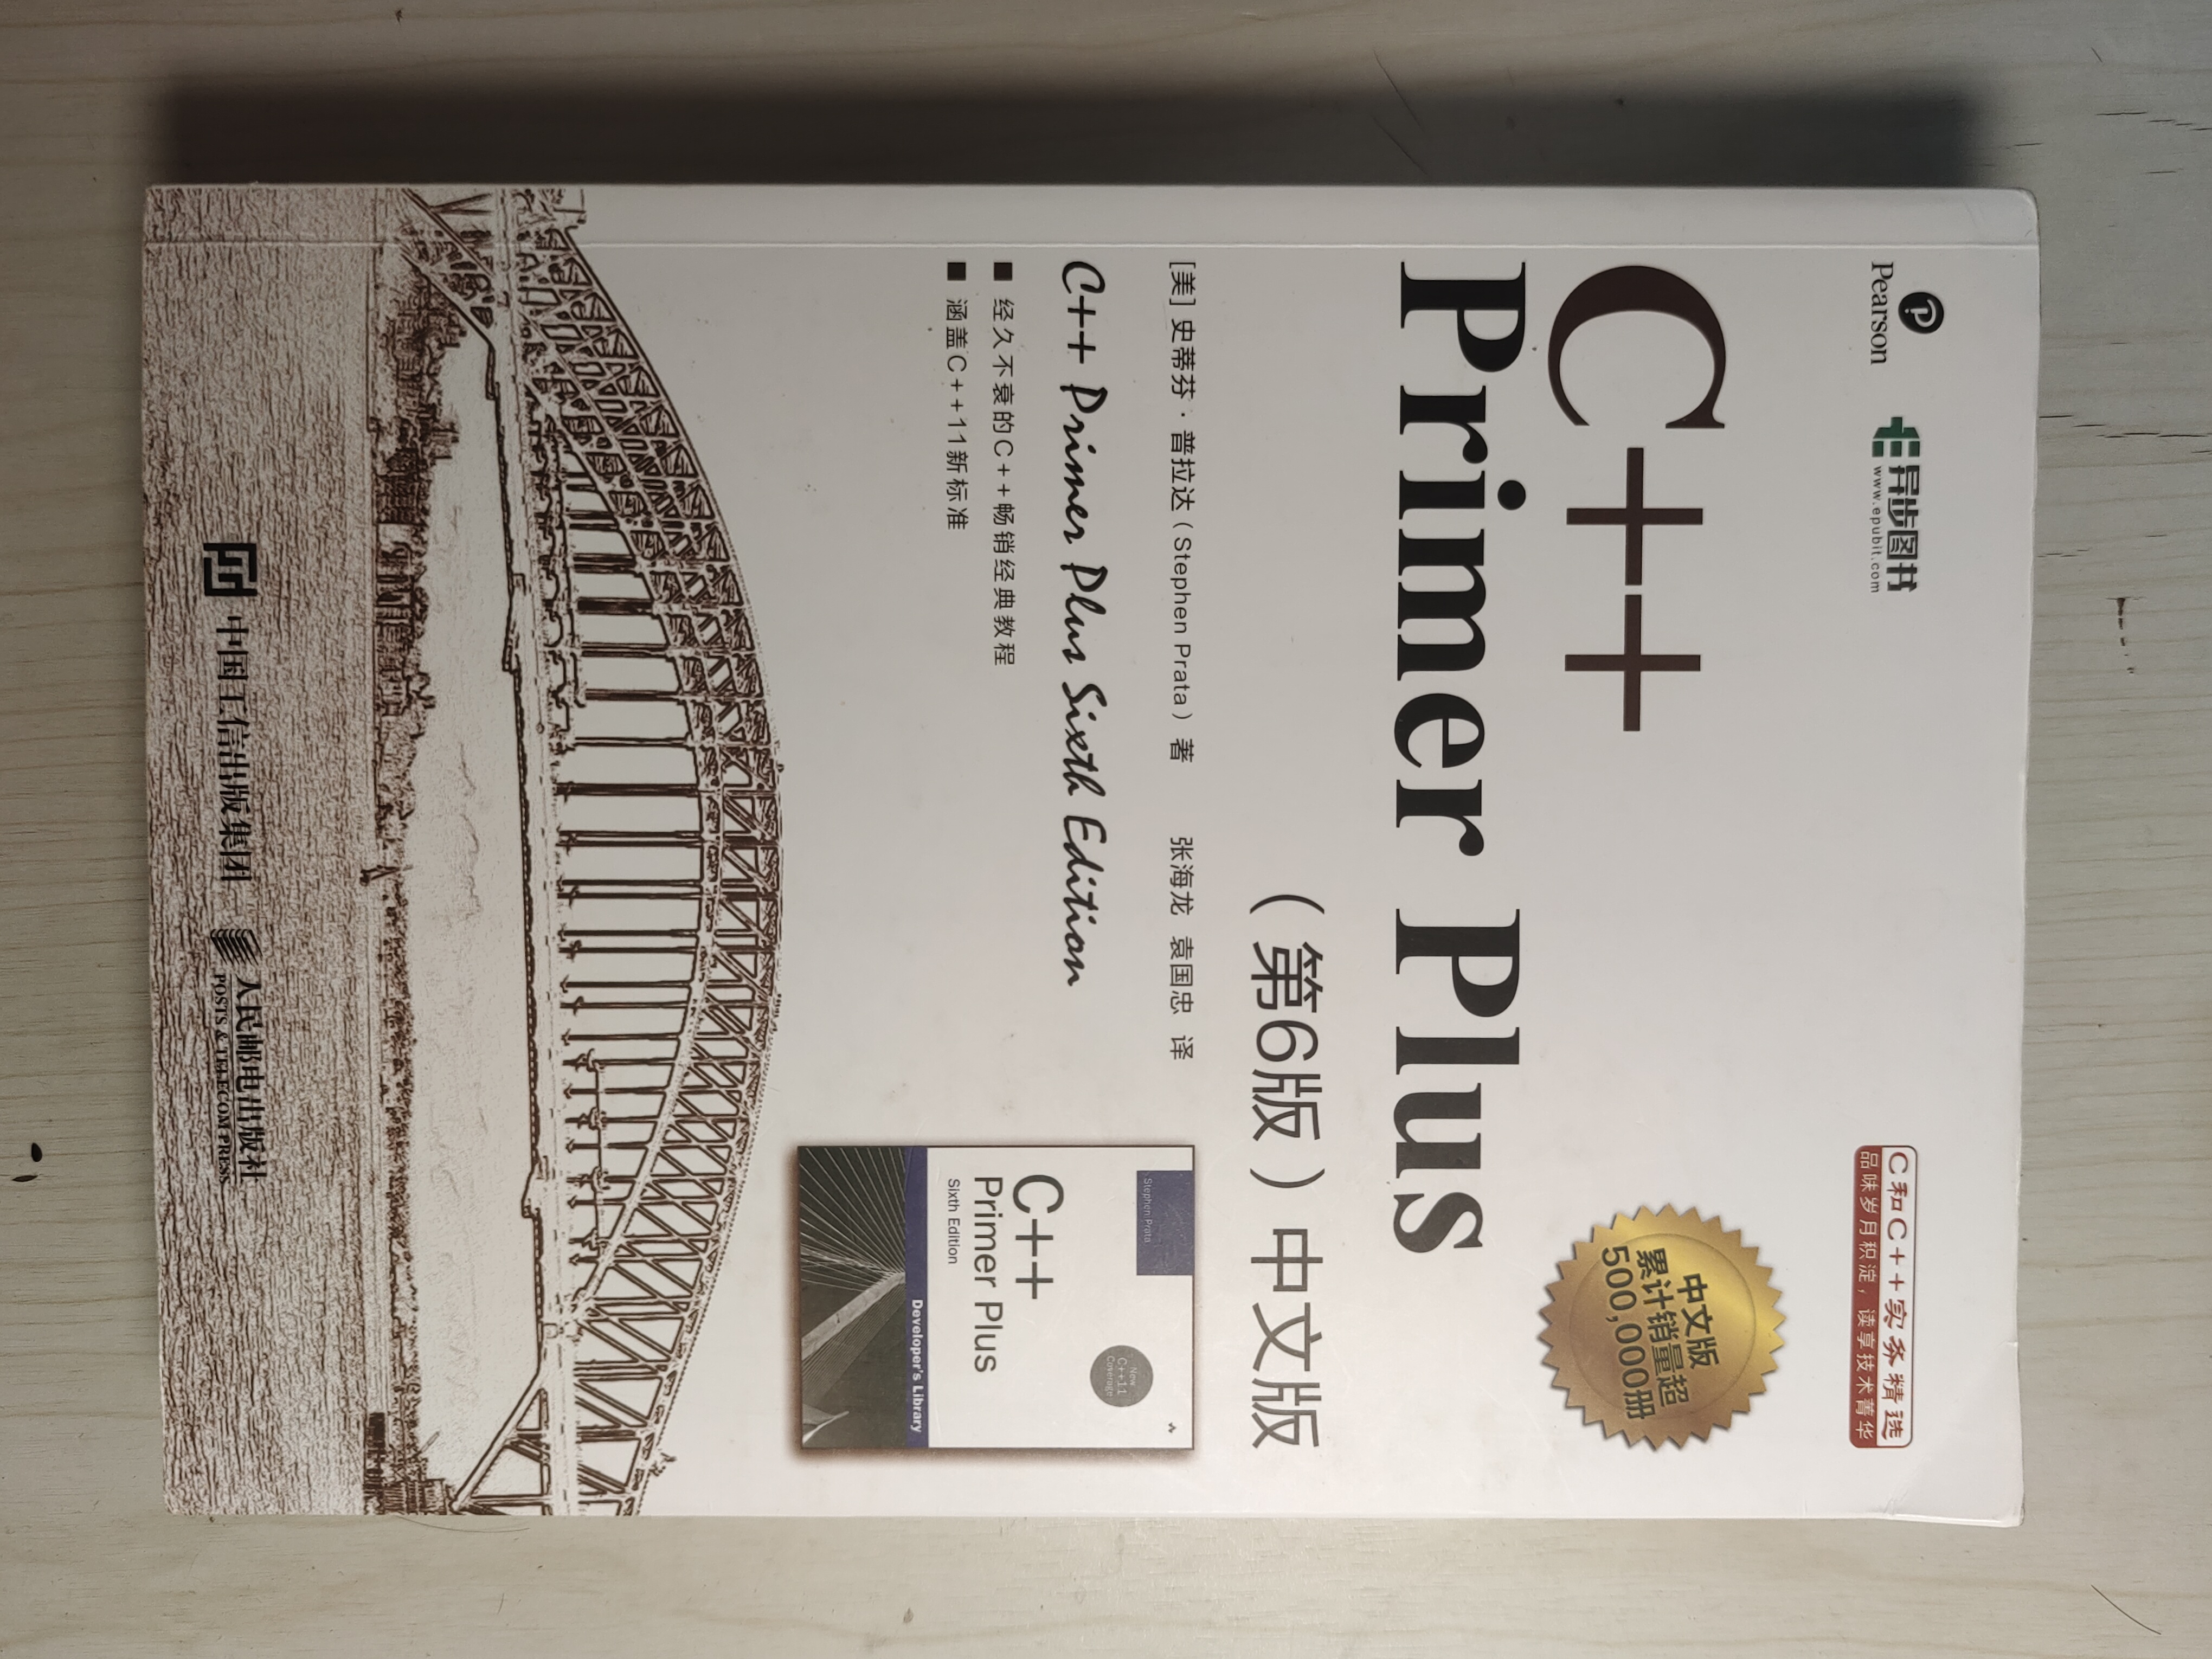 Pearson
异步图书
www.epubit.com
C和C++实务精选
品味岁月积淀，读享技术菁华
中文版
累计销量超
500,000册
C++
Primer Plus
（第6版）中文版
[美] 史蒂芬·普拉达（Stephen Prata）著 张海龙 袁国忠 译
C++ Primer Plus Sixth Edition
■ 经久不衰的C++畅销经典教程
■ 涵盖C++11新标准
Stephen Prata
New
C++11
Coverage
C++
Primer Plus
Sixth Edition
Developer's Library
中国工信出版集团
人民邮电出版社
POSTS & TELECOM PRESS